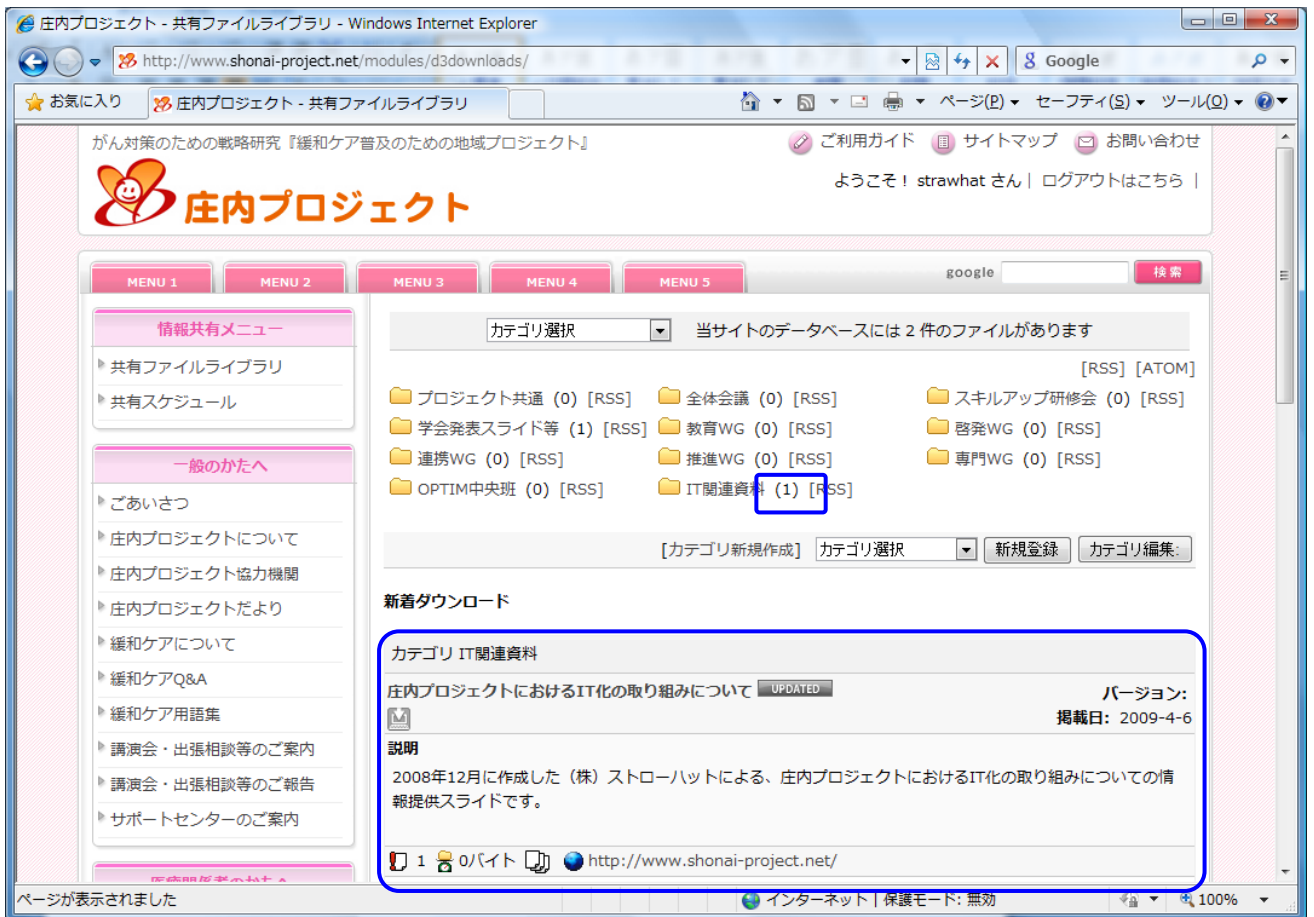 庄内プロジェクト - 共有ファイルライブラリ - Windows Internet Explorer
http://www.shonai-project.net/modules/d3downloads/
Google
お気に入り
庄内プロジェクト - 共有ファイルライブラリ
ページ(P)
セーフティ(S)
ツール(O)
がん対策のための戦略研究『緩和ケア普及のための地域プロジェクト』
ご利用ガイド
サイトマップ
お問い合わせ
ようこそ！ strawhat さん｜ ログアウトはこちら ｜
庄内プロジェクト
MENU 1
MENU 2
MENU 3
MENU 4
MENU 5
google
検索
情報共有メニュー
共有ファイルライブラリ
共有スケジュール
一般のかたへ
ごあいさつ
庄内プロジェクトについて
庄内プロジェクト協力機関
庄内プロジェクトだより
緩和ケアについて
緩和ケアQ&A
緩和ケア用語集
講演会・出張相談等のご案内
講演会・出張相談等のご報告
サポートセンターのご案内
医療関係者のかたへ
カテゴリ選択
当サイトのデータベースには 2 件のファイルがあります
[RSS] [ATOM]
プロジェクト共通 (0) [RSS]
全体会議 (0) [RSS]
スキルアップ研修会 (0) [RSS]
学会発表スライド等 (1) [RSS]
教育WG (0) [RSS]
啓発WG (0) [RSS]
連携WG (0) [RSS]
推進WG (0) [RSS]
専門WG (0) [RSS]
OPTIM中央班 (0) [RSS]
IT関連資料 (1) [RSS]
[カテゴリ新規作成]
カテゴリ選択
新規登録
カテゴリ編集:
新着ダウンロード
カテゴリ IT関連資料
庄内プロジェクトにおけるIT化の取り組みについて UPDATED
バージョン:
掲載日: 2009-4-6
説明
2008年12月に作成した（株）ストローハットによる、庄内プロジェクトにおけるIT化の取り組みについての情
報提供スライドです。
1
0バイト
http://www.shonai-project.net/
ページが表示されました
インターネット | 保護モード: 無効
100%